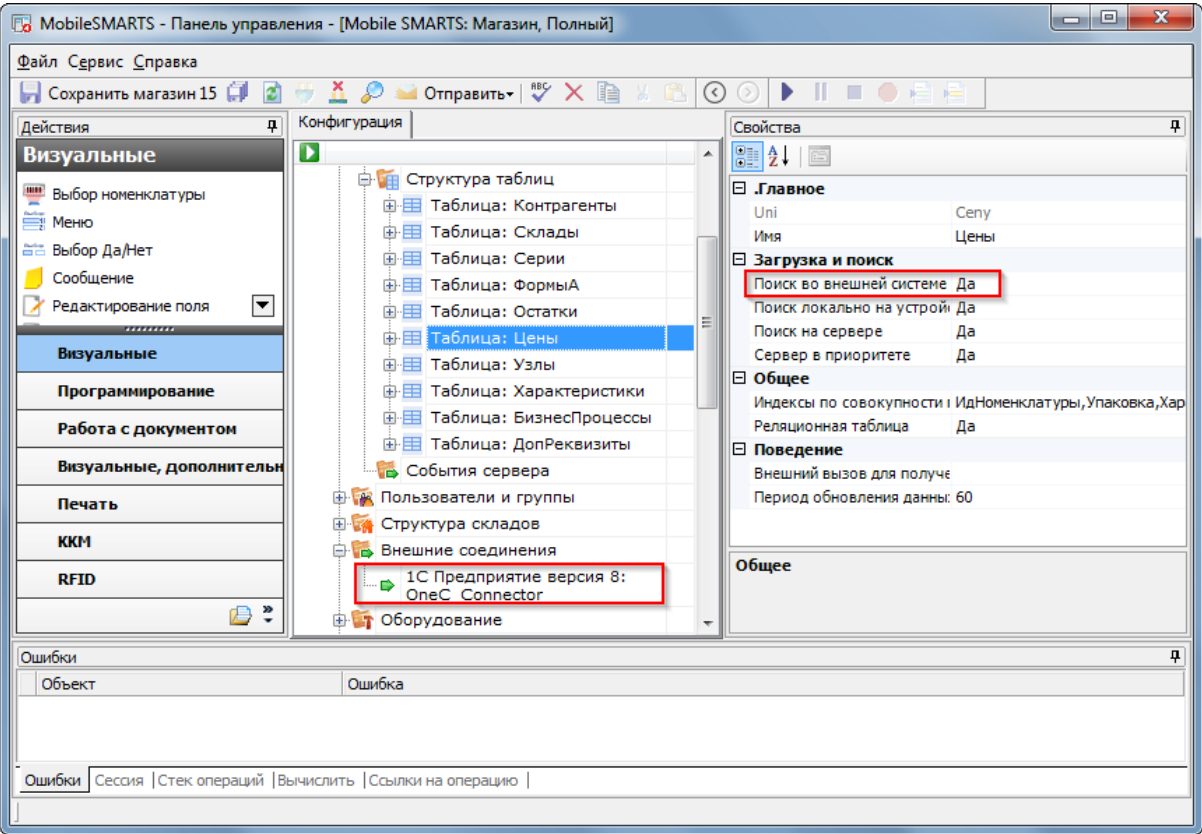 MobileSMARTS - Панель управления - [Mobile SMARTS: Магазин, Полный]
Файл Сервис Справка
Сохранить магазин 15 Отправить
Действия
Визуальные
Выбор номенклатуры
Меню
Выбор Да/Нет
Сообщение
Редактирование поля
Визуальные
Программирование
Работа с документом
Визуальные, дополнительн
Печать
ККМ
RFID
Конфигурация
Структура таблиц
Таблица: Контрагенты
Таблица: Склады
Таблица: Серии
Таблица: ФормыА
Таблица: Остатки
Таблица: Цены
Таблица: Узлы
Таблица: Характеристики
Таблица: БизнесПроцессы
Таблица: ДопРеквизиты
События сервера
Пользователи и группы
Структура складов
Внешние соединения
1С Предприятие версия 8:
OneC_Connector
Оборудование
Свойства
.Главное
Uni Ceny
Имя Цены
Загрузка и поиск
Поиск во внешней системе Да
Поиск локально на устрой Да
Поиск на сервере Да
Сервер в приоритете Да
Общее
Индексы по совокупности ИдНоменклатуры,Упаковка,Хар
Реляционная таблица Да
Поведение
Внешний вызов для получе
Период обновления данны: 60
Общее
Ошибки
Объект Ошибка
Ошибки Сессия Стек операций Вычислить Ссылки на операцию